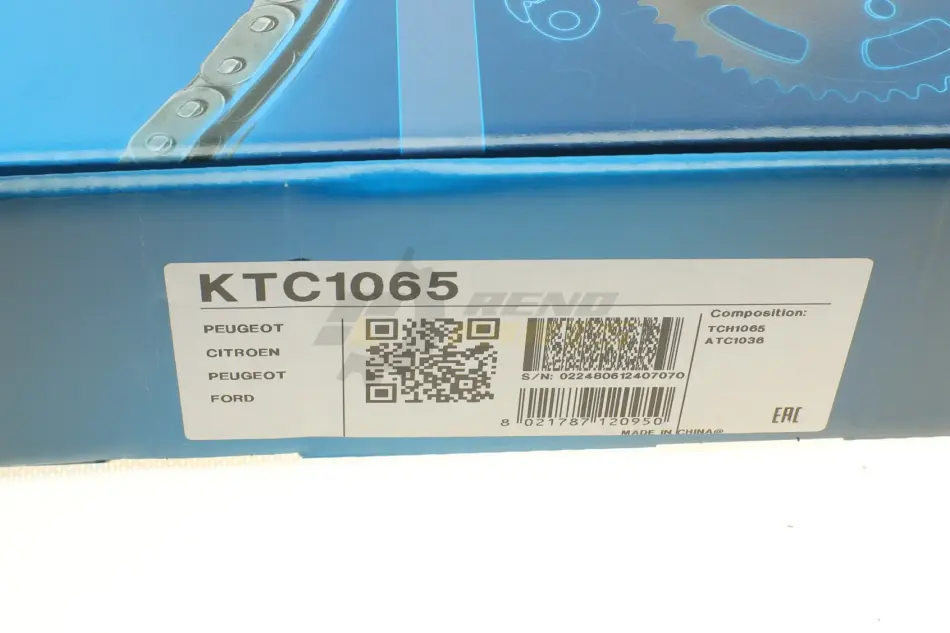 KTC1065
PEUGEOT
CITROEN
PEUGEOT
FORD
S/N: 022480612407070
8 021787 120950
MADE IN CHINA®
Composition:
TCH1065
ATC1036
EAC